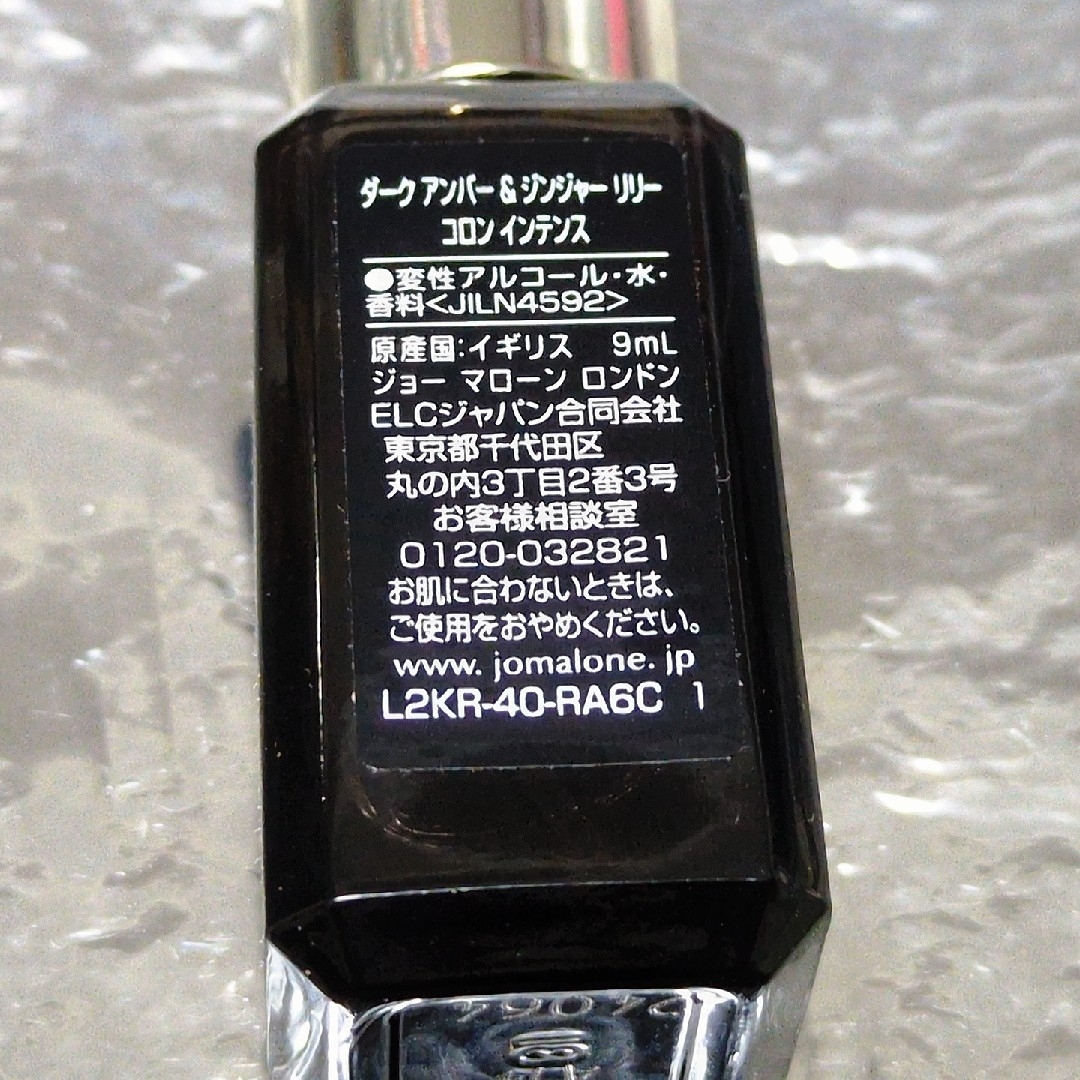 ダーク アンバー & ジンジャー リリー
コロン インテンス
●変性アルコール・水・
香料<JILN4592>
原産国:イギリス 9mL
ジョー マローン ロンドン
ELCジャパン合同会社
東京都千代田区
丸の内3丁目2番3号
お客様相談室
0120-032821
お肌に合わないときは、
ご使用をおやめください。
www. jomalone. jp
L2KR-40-RA6C 1